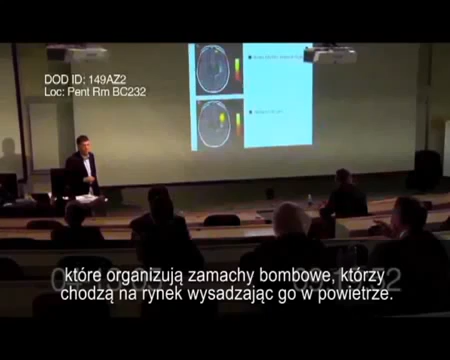 DOD ID: 149AZ2
Loc: Pent Rm BC232
które organizują zamachy bombowe, którzy
chodzą na rynek wysadzając go w powietrze.